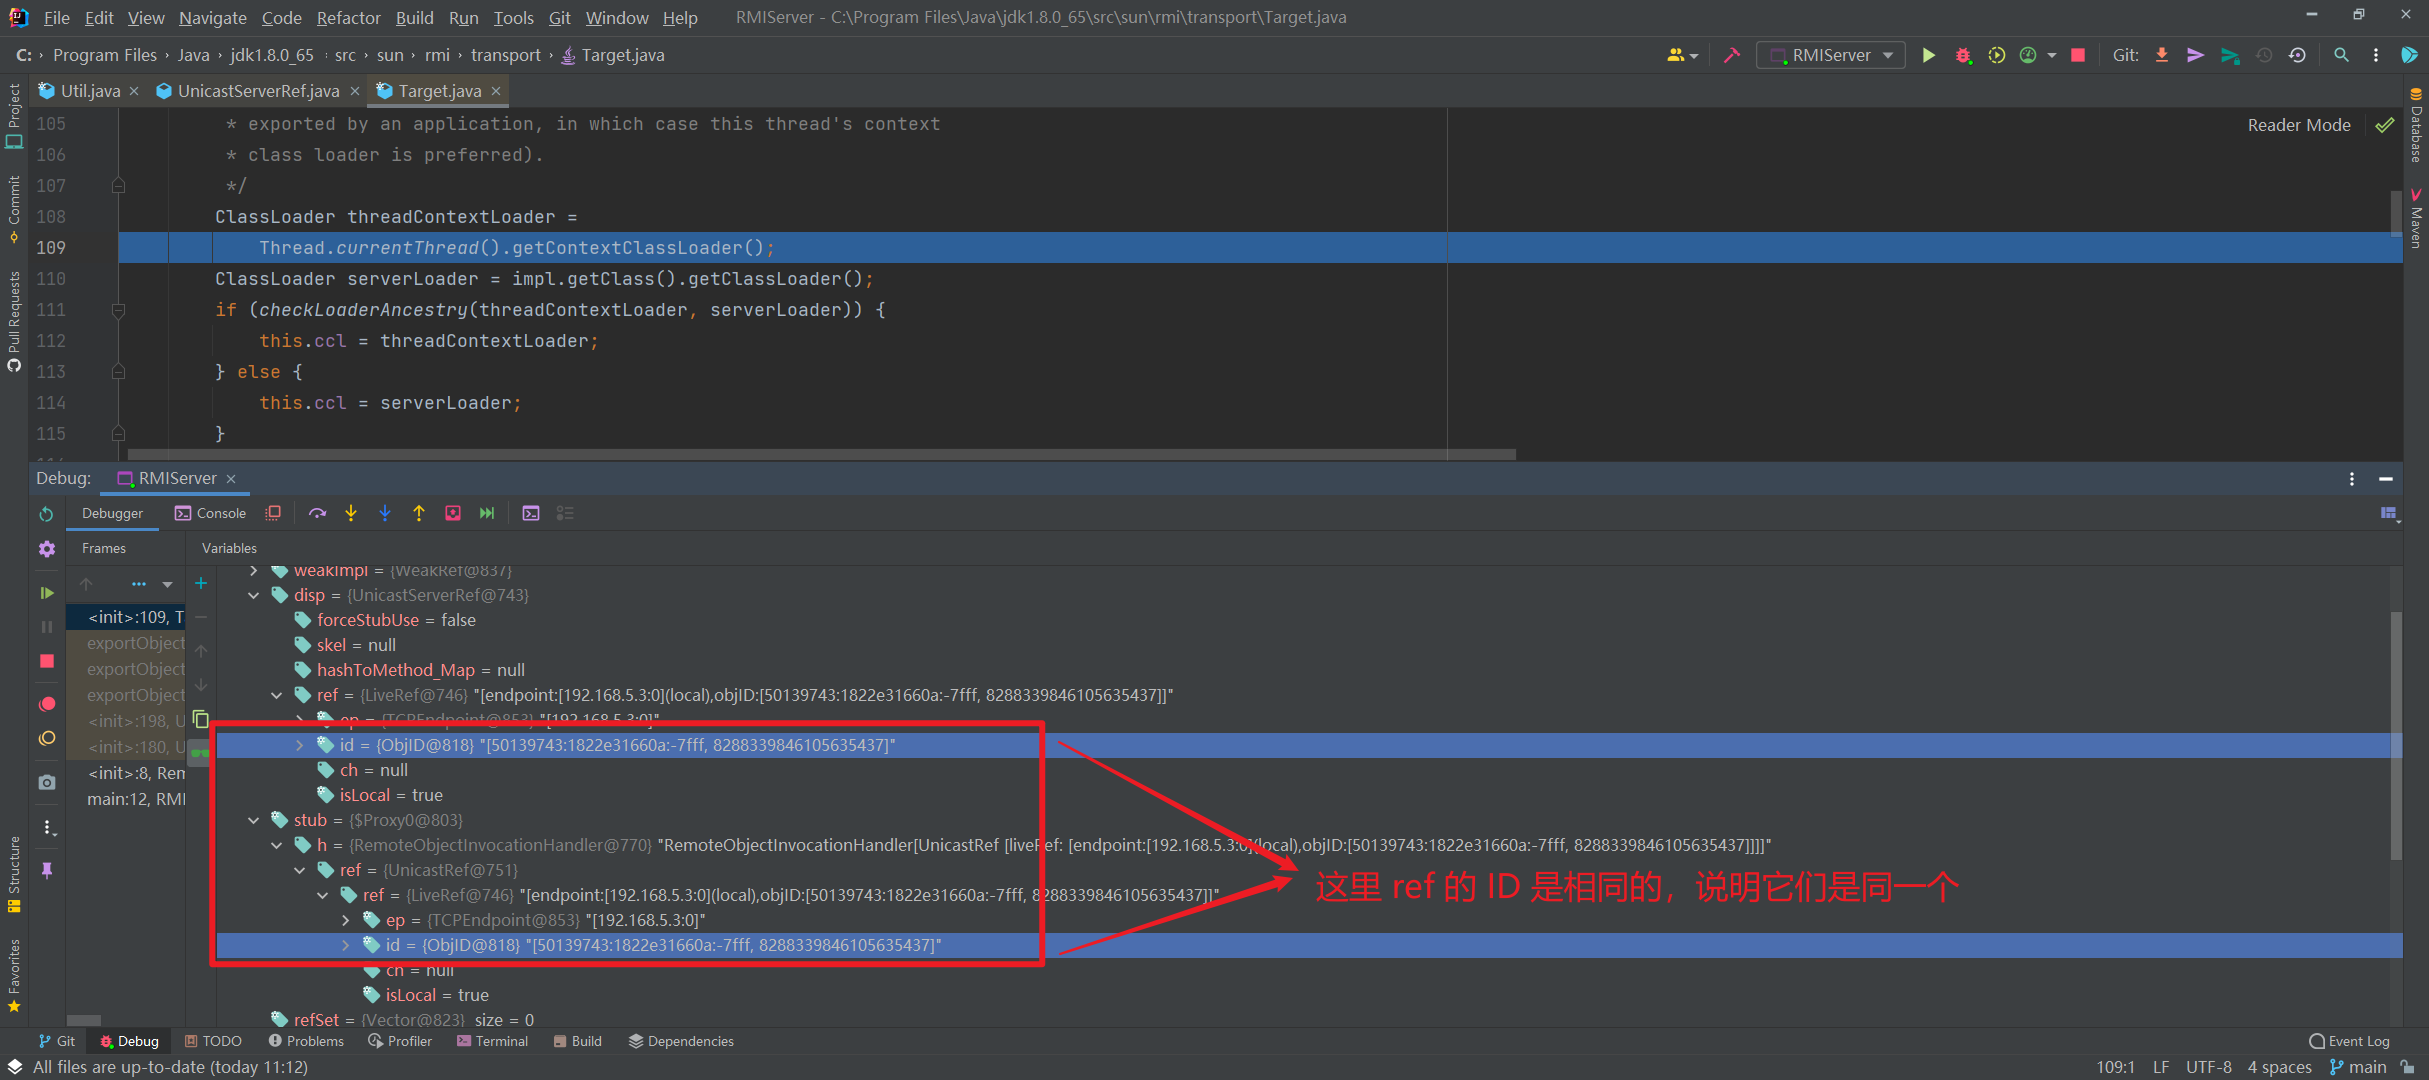 File Edit View Navigate Code Refactor Build Run Tools Git Window Help RMIServer - C:\Program Files\Java\jdk1.8.0_65\src\sun\rmi\transport\Target.java
C: › Program Files › Java › jdk1.8.0_65 › src › sun › rmi › transport › Target.java RMIServer Git:
Util.java × UnicastServerRef.java × Target.java ×
Reader Mode
105 * exported by an application, in which case this thread's context
106 * class loader is preferred).
107 */
108 ClassLoader threadContextLoader =
109 Thread.currentThread().getContextClassLoader();
110 ClassLoader serverLoader = impl.getClass().getClassLoader();
111 if (checkLoaderAncestry(threadContextLoader, serverLoader)) {
112 this.ccl = threadContextLoader;
113 } else {
114 this.ccl = serverLoader;
115 }
Project
Commit
Pull Requests
Structure
Favorites
Database
Maven
Debug: RMIServer ×
Debugger Console
Frames Variables
<init>:109, T
exportObject
exportObject
exportObject
<init>:198, U
<init>:180, U
<init>:8, Rem
main:12, RMI
weakImpl = {WeakRef@837}
disp = {UnicastServerRef@743}
forceStubUse = false
skel = null
hashToMethod_Map = null
ref = {LiveRef@746} "[endpoint:[192.168.5.3:0](local),objID:[50139743:1822e31660a:-7fff, 8288339846105635437]]"
ep = {TCPEndpoint@853} "[192.168.5.3:0]"
id = {ObjID@818} "[50139743:1822e31660a:-7fff, 8288339846105635437]"
ch = null
isLocal = true
stub = {$Proxy0@803}
h = {RemoteObjectInvocationHandler@770} "RemoteObjectInvocationHandler[UnicastRef [liveRef: [endpoint:[192.168.5.3:0](local),objID:[50139743:1822e31660a:-7fff, 8288339846105635437]]]]"
ref = {UnicastRef@751}
ref = {LiveRef@746} "[endpoint:[192.168.5.3:0](local),objID:[50139743:1822e31660a:-7fff, 8288339846105635437]]"
这里 ref 的 ID 是相同的，说明它们是同一个
ep = {TCPEndpoint@853} "[192.168.5.3:0]"
id = {ObjID@818} "[50139743:1822e31660a:-7fff, 8288339846105635437]"
ch = null
isLocal = true
refSet = {Vector@823} size = 0
Git Debug TODO Problems Profiler Terminal Build Dependencies Event Log
All files are up-to-date (today 11:12) 109:1 LF UTF-8 4 spaces main